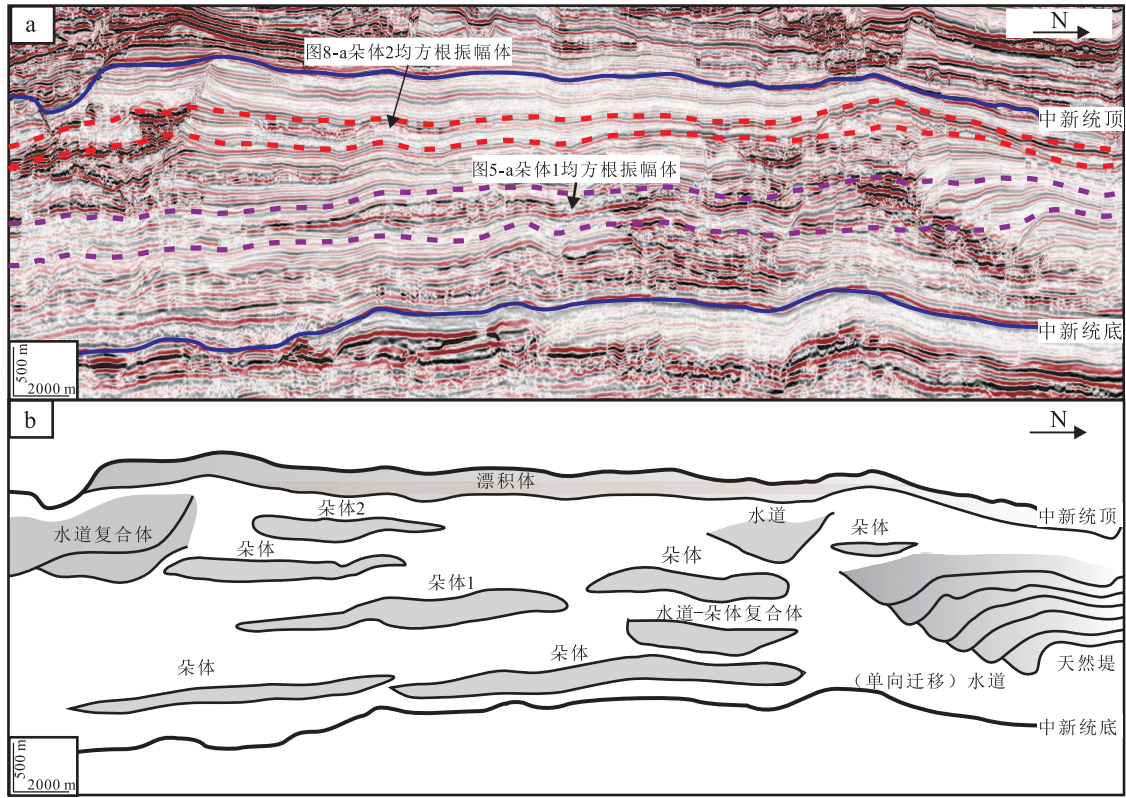 a
N
图8-a朵体2均方根振幅体
中新统顶
图5-a朵体1均方根振幅体
中新统底
500 m
2000 m
b
N
漂积体
中新统顶
水道复合体
朵体2
水道
朵体
朵体
朵体
朵体1
水道-朵体复合体
朵体
朵体
天然堤
（单向迁移）水道
中新统底
500 m
2000 m